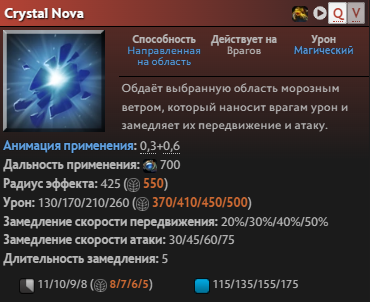 Crystal Nova Q V
Способность Действует на Урон
Направленная на область Врагов Магический
Обдаёт выбранную область морозным
ветром, который наносит врагам урон и
замедляет их передвижение и атаку.
Анимация применения: 0,3+0,6
Дальность применения: 700
Радиус эффекта: 425 ( 550)
Урон: 130/170/210/260 ( 370/410/450/500)
Замедление скорости передвижения: 20%/30%/40%/50%
Замедление скорости атаки: 30/45/60/75
Длительность замедления: 5
11/10/9/8 ( 8/7/6/5) 115/135/155/175